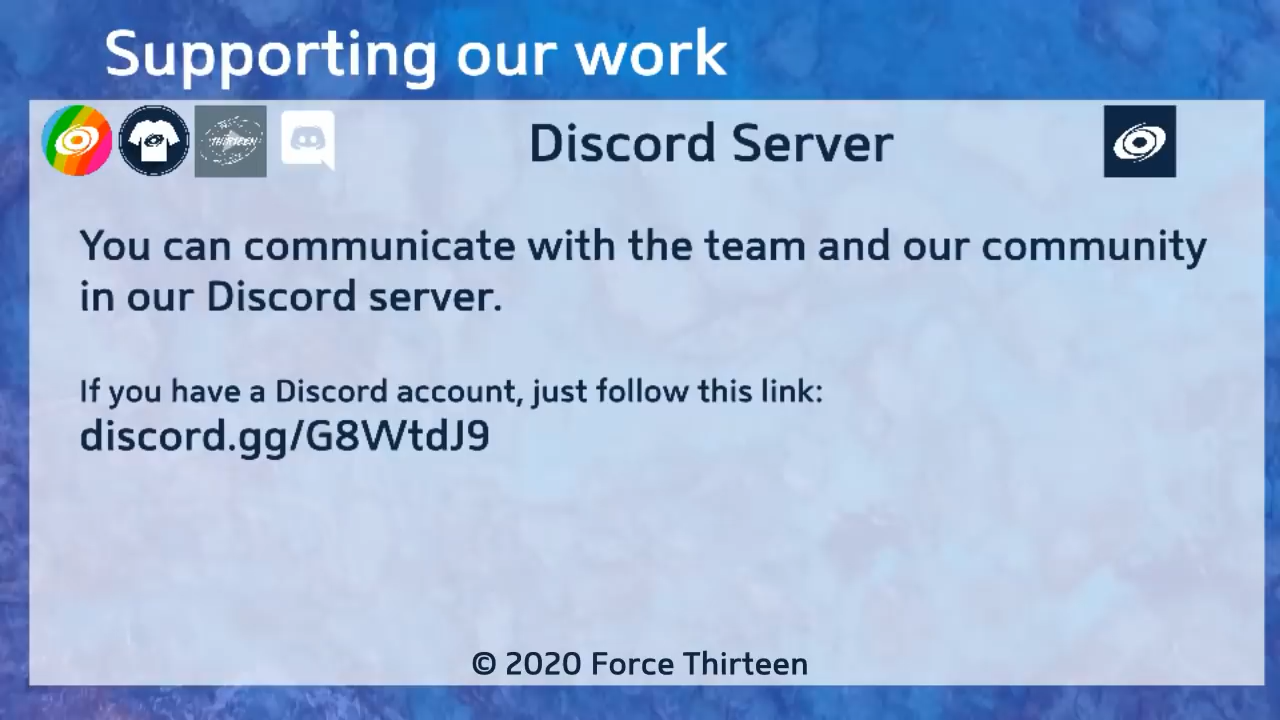 Supporting our work
THIRTEEN
Discord Server
You can communicate with the team and our community
in our Discord server.
If you have a Discord account, just follow this link:
discord.gg/G8WtdJ9
© 2020 Force Thirteen